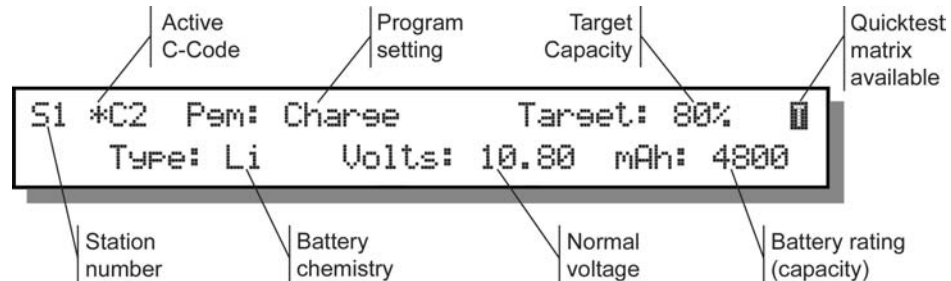 Active
C-Code
Program
setting
Target
Capacity
Quicktest
matrix
available
S1 *C2 Pgm: Charge Target: 80% T
Type: Li Volts: 10.80 mAh: 4800
Station
number
Battery
chemistry
Normal
voltage
Battery rating
(capacity)